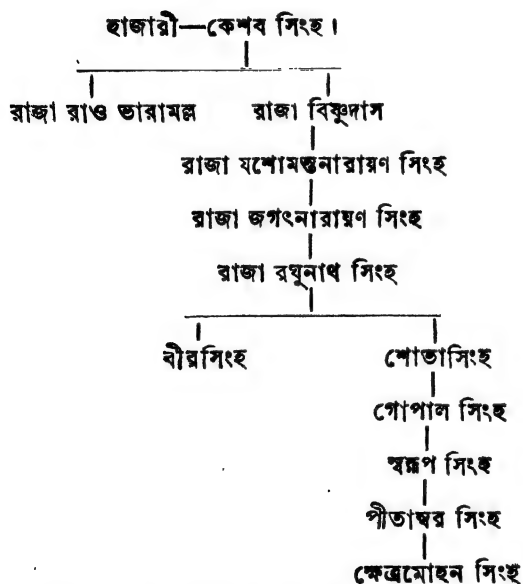 হাজারী—কেশব সিংহ।
রাজা রাও ভারামল্ল রাজা বিষ্ণুদাস
রাজা যশোমন্তনারায়ণ সিংহ
রাজা জগৎনারায়ণ সিংহ
রাজা রঘুনাথ সিংহ
বীরসিংহ শোভাসিংহ
গোপাল সিংহ
স্বরূপ সিংহ
পীতাম্বর সিংহ
ক্ষেত্রমোহন সিংহ